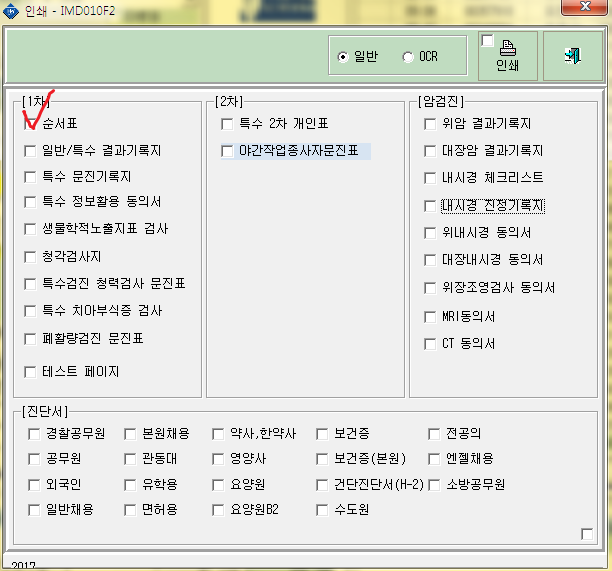 인쇄 - IMD010F2
일반
OCR
인쇄
[1차]
순서표
일반/특수 결과기록지
특수 문진기록지
특수 정보활용 동의서
생물학적노출지표 검사
청각검사지
특수검진 청력검사 문진표
특수 치아부식증 검사
폐활량검진 문진표
테스트 페이지
[2차]
특수 2차 개인표
야간작업종사자문진표
[암검진]
위암 결과기록지
대장암 결과기록지
내시경 체크리스트
내시경 진정기록지
위내시경 동의서
대장내시경 동의서
위장조영검사 동의서
MRI동의서
CT 동의서
[진단서]
경찰공무원 본원채용 약사,한약사 보건증 전공의
공무원 관동대 영양사 보건증(본원) 엔젤채용
외국인 유학용 요양원 건단진단서(H-2) 소방공무원
일반채용 면허용 요양원B2 수도원
2017